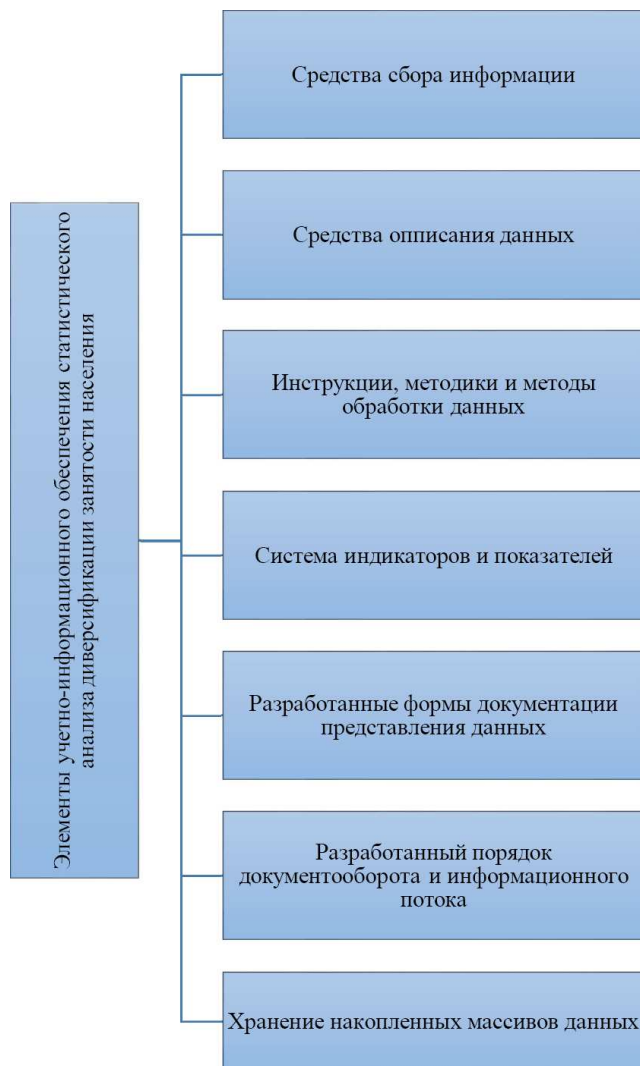 Элементы учетно-информационного обеспечения статистического
анализа диверсификации занятости населения
Средства сбора информации
Средства опписания данных
Инструкции, методики и методы
обработки данных
Система индикаторов и показателей
Разработанные формы документации
представления данных
Разработанный порядок
документооборота и информационного
потока
Хранение накопленных массивов данных